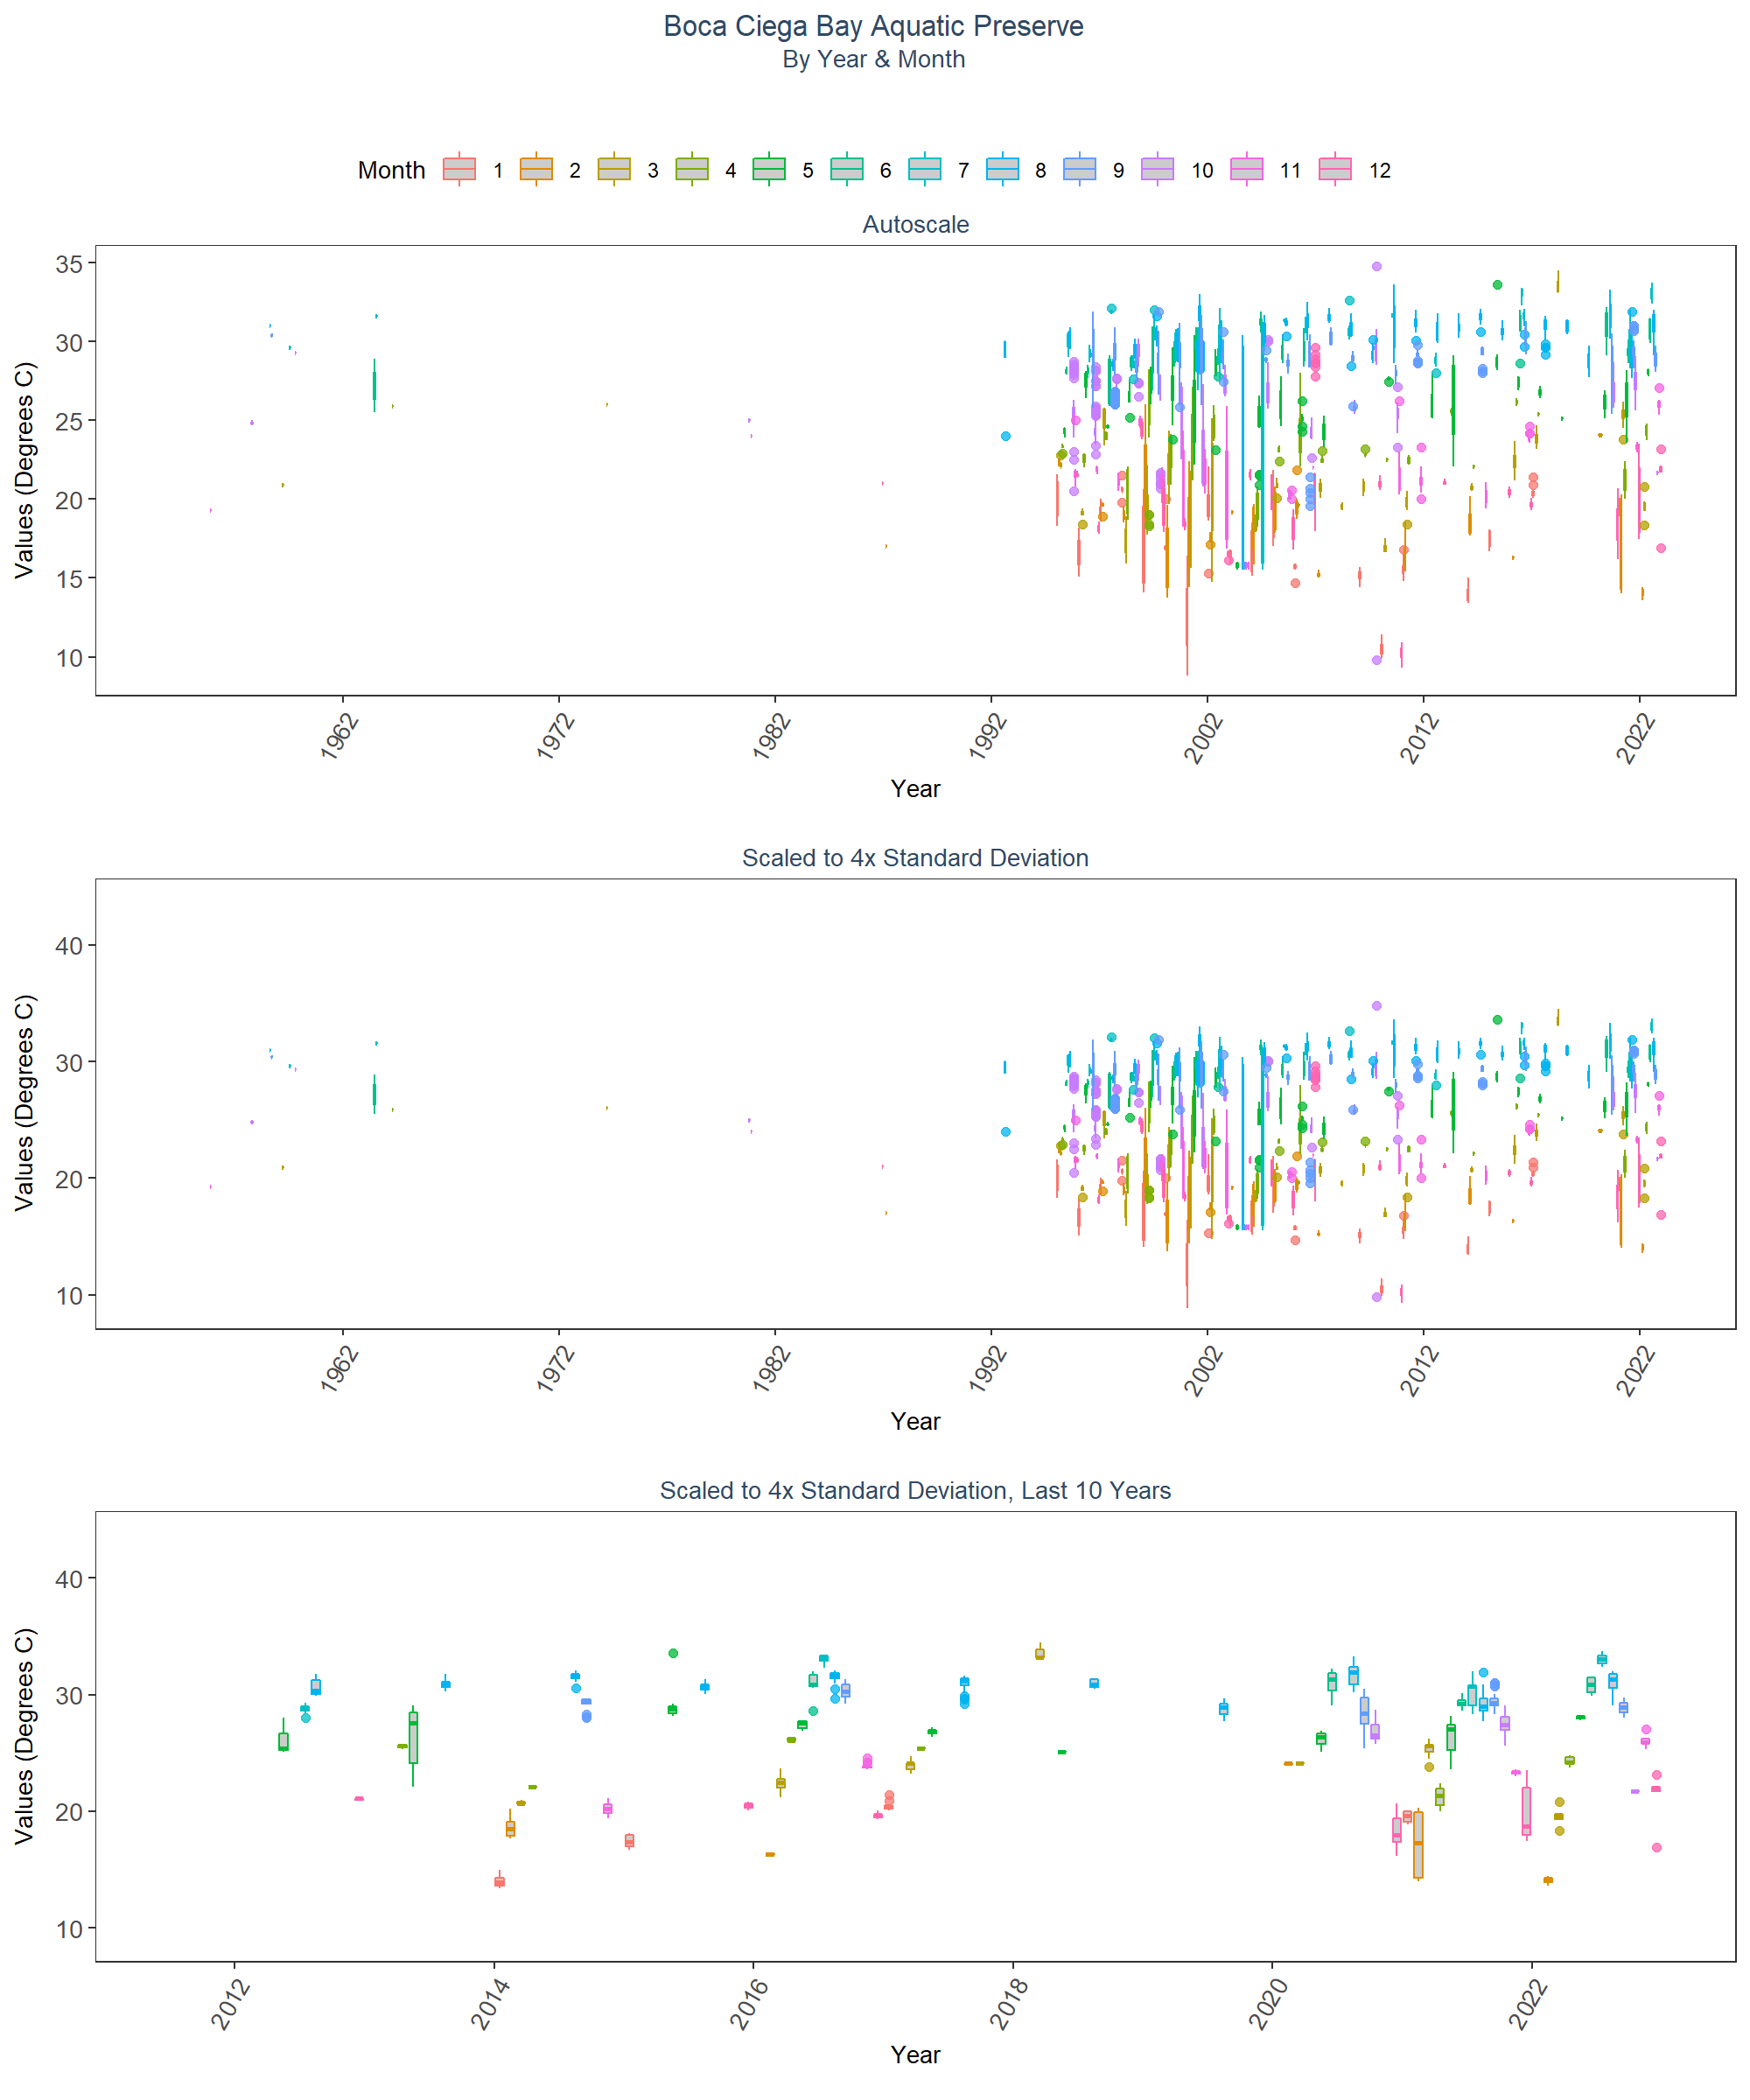 Boca Ciega Bay Aquatic Preserve
By Year & Month
Month 1 2 3 4 5 6 7 8 9 10 11 12
Autoscale
Values (Degrees C)
35
30
25
20
15
10
1962 1972 1982 1992 2002 2012 2022
Year
Scaled to 4x Standard Deviation
Values (Degrees C)
40
30
20
10
1962 1972 1982 1992 2002 2012 2022
Year
Scaled to 4x Standard Deviation, Last 10 Years
Values (Degrees C)
40
30
20
10
2012 2014 2016 2018 2020 2022
Year